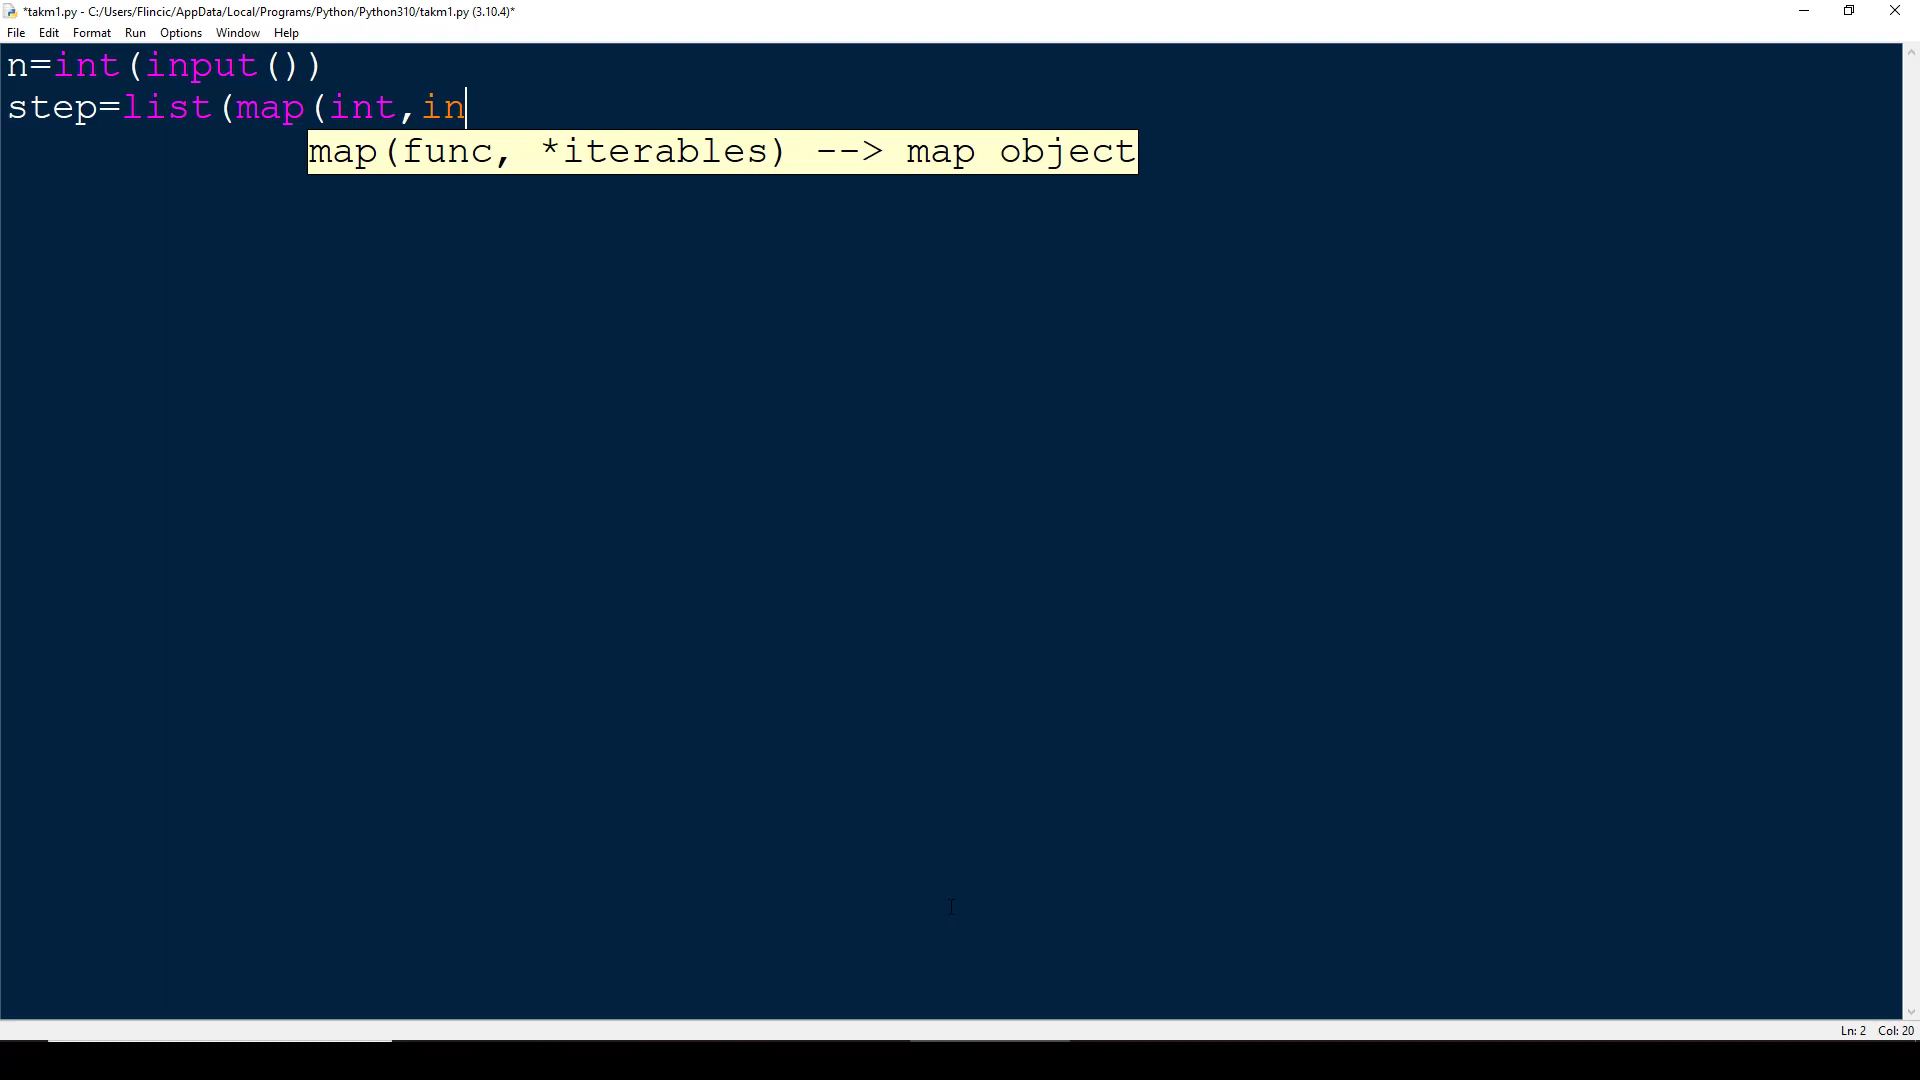 *takm1.py - C:/Users/Flincic/AppData/Local/Programs/Python/Python310/takm1.py (3.10.4)*
File Edit Format Run Options Window Help
n=int(input())
step=list(map(int,in
map(func, *iterables) --> map object
Ln: 2 Col: 20